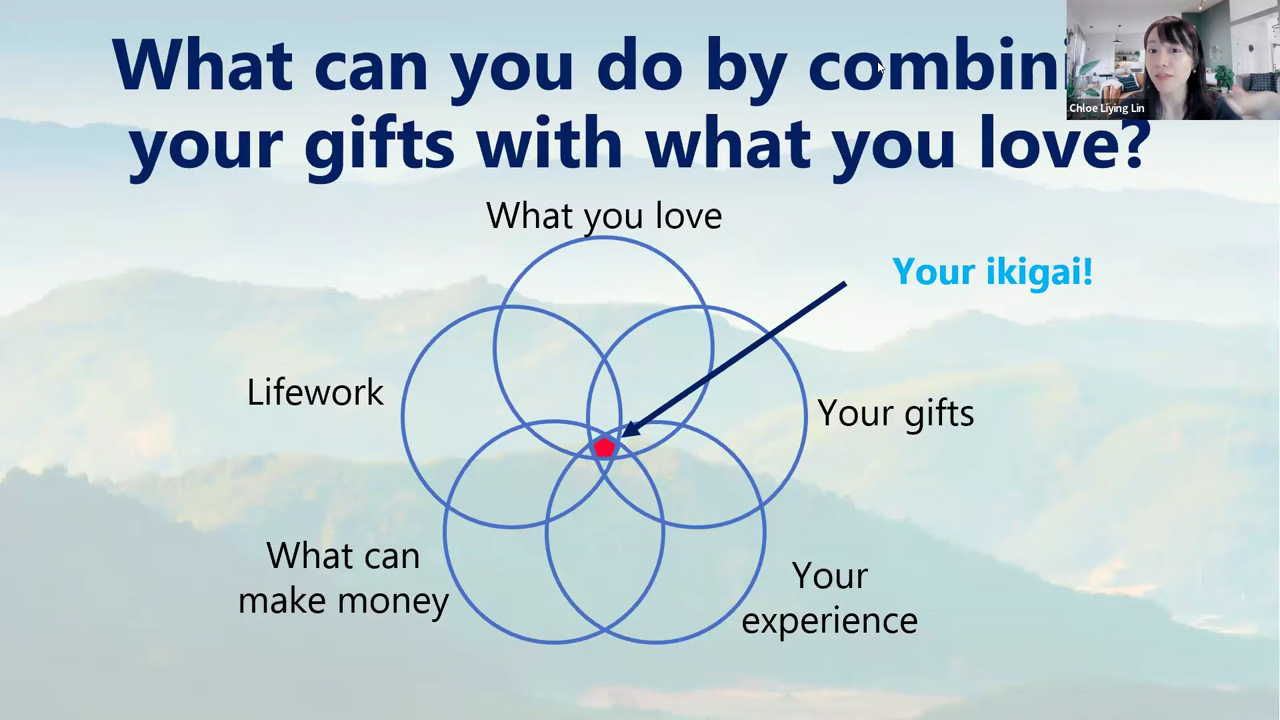 What can you do by combini
your gifts with what you love?
Chloe Liying Lin
What you love
Your ikigai!
Lifework
Your gifts
What can
make money
Your
experience